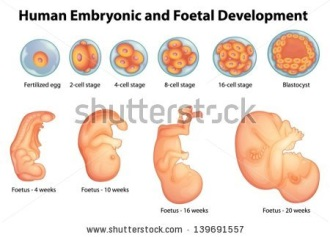 Human Embryonic and Foetal Development
Fertilized egg
2-cell stage
4-cell stage
8-cell stage
16-cell stage
Blastocyst
shutterstock
Foetus - 4 weeks
Foetus - 10 weeks
Foetus - 16 weeks
Foetus - 20 weeks
www.shutterstock.com · 139691557